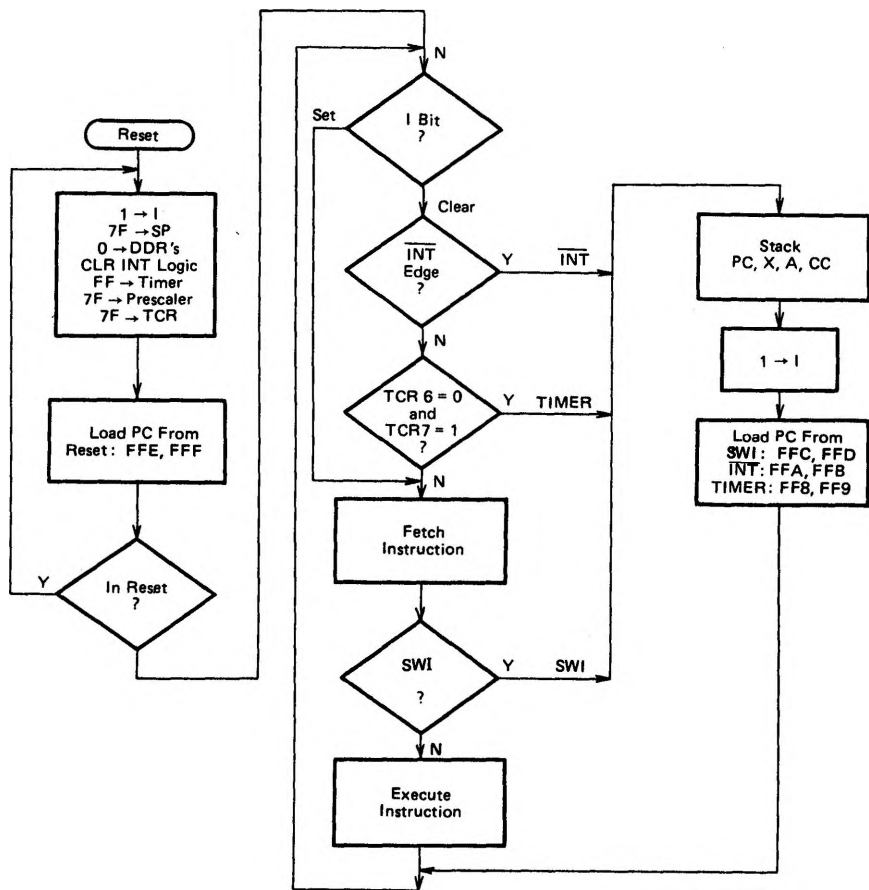 Reset
1 → I
7F → SP
0 → DDR's
CLR INT Logic
FF → Timer
7F → Prescaler
7F → TCR
Load PC From
Reset: FFE, FFF
In Reset
?
Y
N
I Bit
?
Set
Clear
INT
Edge
?
Y
INT
N
TCR 6 = 0
and
TCR7 = 1
?
Y
TIMER
N
Fetch
Instruction
SWI
?
Y
SWI
N
Execute
Instruction
Stack
PC, X, A, CC
1 → I
Load PC From
SWI: FFC, FFD
INT: FFA, FFB
TIMER: FF8, FF9